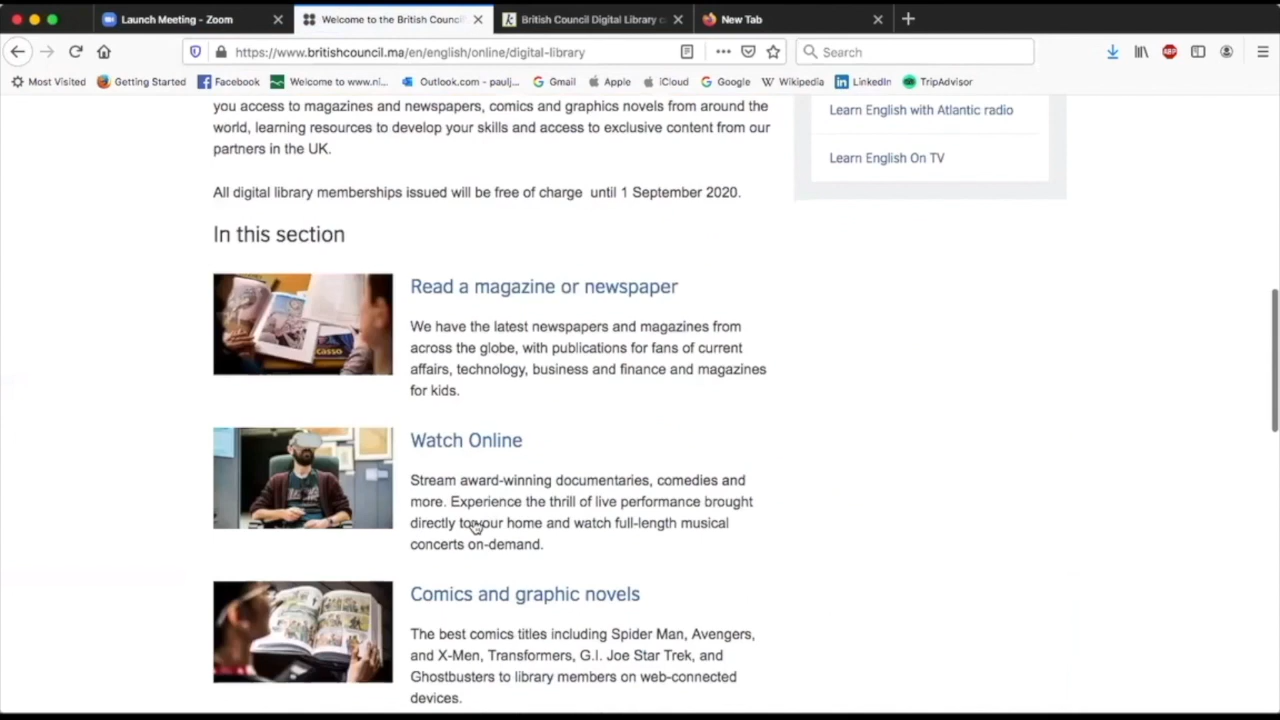 Launch Meeting - Zoom
Welcome to the British Council
British Council Digital Library c
New Tab
https://www.britishcouncil.ma/en/english/online/digital-library
Search
Most Visited
Getting Started
Facebook
Welcome to www.ni...
Outlook.com - paulj...
Gmail
Apple
iCloud
Google
Wikipedia
LinkedIn
TripAdvisor
you access to magazines and newspapers, comics and graphics novels from around the
world, learning resources to develop your skills and access to exclusive content from our
partners in the UK.
All digital library memberships issued will be free of charge until 1 September 2020.
Learn English with Atlantic radio
Learn English On TV
In this section
Read a magazine or newspaper
We have the latest newspapers and magazines from
across the globe, with publications for fans of current
affairs, technology, business and finance and magazines
for kids.
Watch Online
Stream award-winning documentaries, comedies and
more. Experience the thrill of live performance brought
directly to your home and watch full-length musical
concerts on-demand.
Comics and graphic novels
The best comics titles including Spider Man, Avengers,
and X-Men, Transformers, G.I. Joe Star Trek, and
Ghostbusters to library members on web-connected
devices.